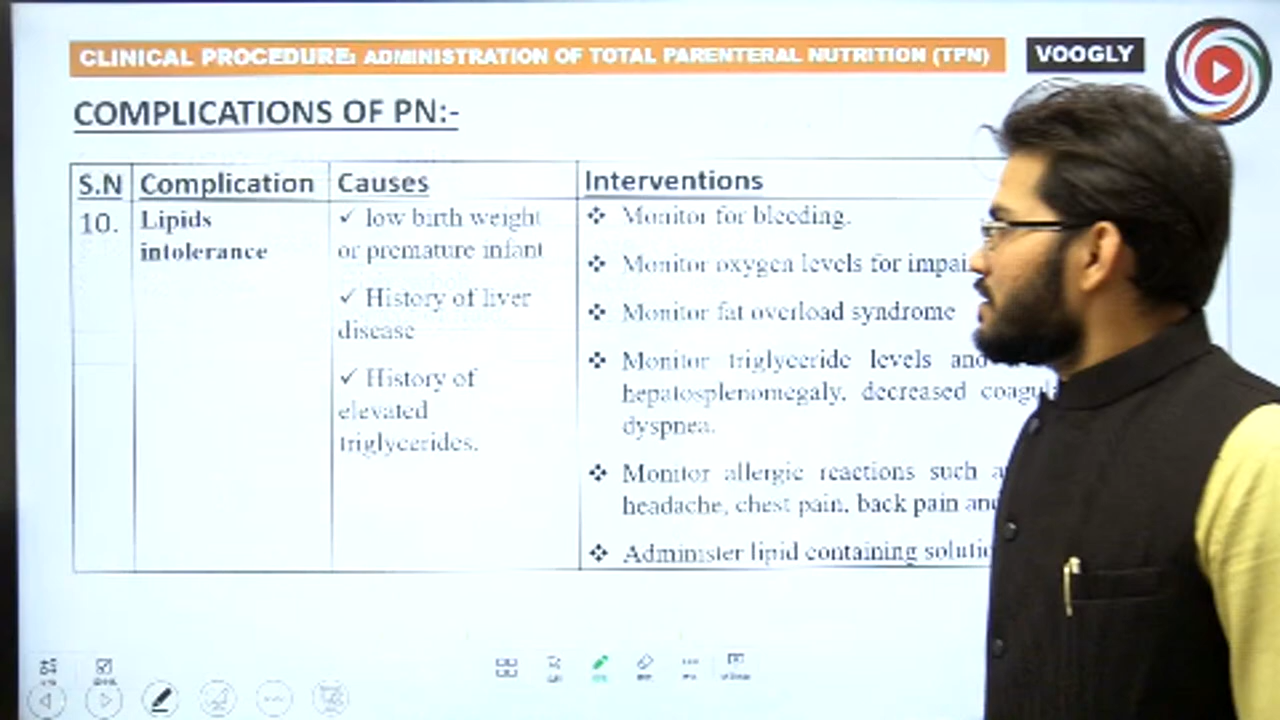 CLINICAL PROCEDURE: ADMINISTRATION OF TOTAL PARENTERAL NUTRITION (TPN)
VOOGLY
COMPLICATIONS OF PN:-
S.N Complication Causes Interventions
10. Lipids
intolerance
✓ low birth weight
or premature infant
✓ History of liver
disease
✓ History of
elevated
triglycerides.
❖ Monitor for bleeding.
❖ Monitor oxygen levels for
❖ Monitor fat overload syndrome
❖ Monitor triglyceride levels and
hepatosplenomegaly, decreased
dyspnea.
❖ Monitor allergic reactions such
headache, chest pain, back pain and
❖ Administer lipid containing